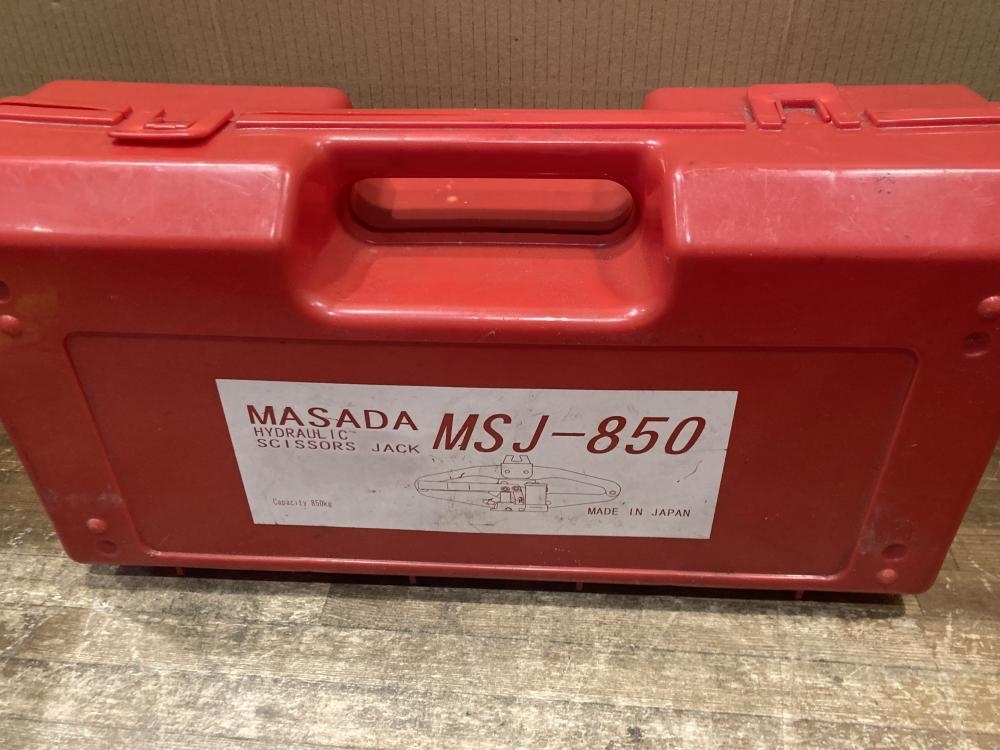 MASADA
HYDRAULIC
SCISSORS JACK
MSJ-850
Capacity 850kg
MADE IN JAPAN